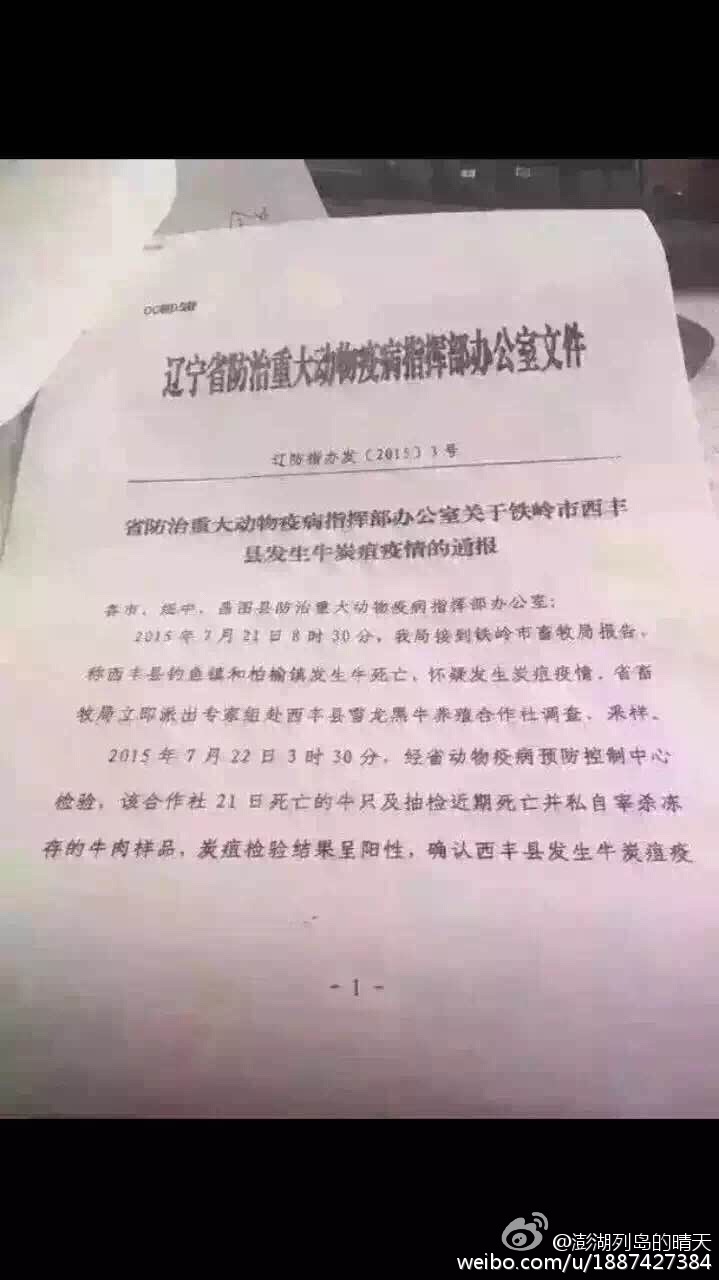 辽宁省防治重大动物疫病指挥部办公室文件
辽防指办发〔2015〕3号
省防治重大动物疫病指挥部办公室关于铁岭市西丰
县发生牛炭疽疫情的通报
各市、绥中、昌图县防治重大动物疫病指挥部办公室：
2015年7月21日8时30分，我局接到铁岭市畜牧局报告，
称西丰县钓鱼镇和柏榆镇发生牛死亡，怀疑发生炭疽疫情。省畜
牧局立即派出专家组赴西丰县雪龙黑牛养殖合作社调查、采样。
2015年7月22日3时30分，经省动物疫病预防控制中心
检验，该合作社21日死亡的牛只及抽检近期死亡并私自宰杀冻
存的牛肉样品，炭疽检验结果呈阳性，确认西丰县发生牛炭疽疫
- 1 -
@澎湖列岛的晴天
weibo.com/u/1887427384